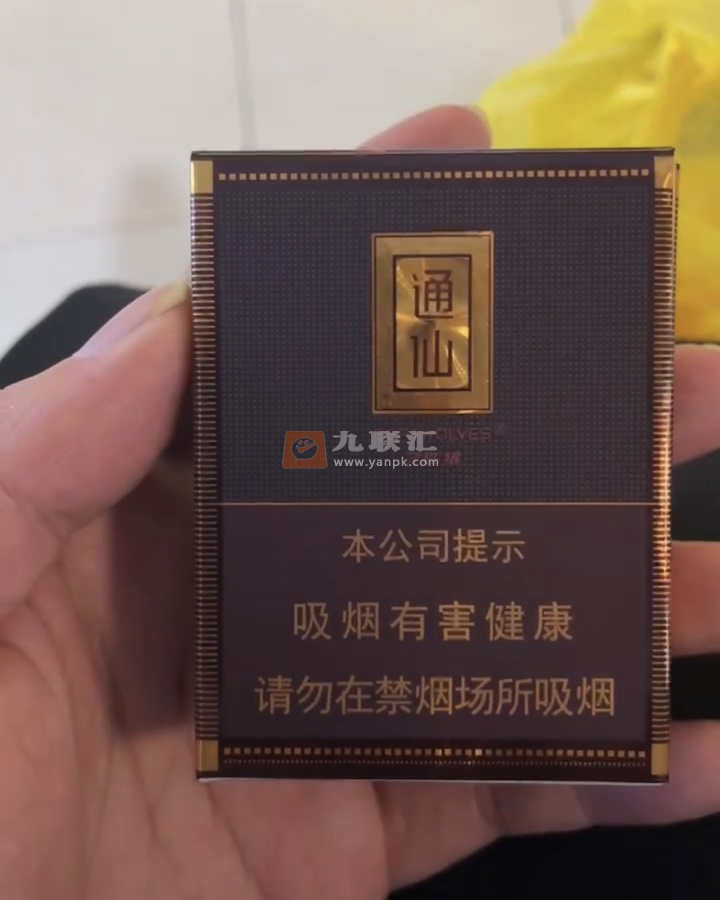 通
仙
OLVES®
九联汇
www.yanpk.com
本公司提示
吸烟有害健康
请勿在禁烟场所吸烟